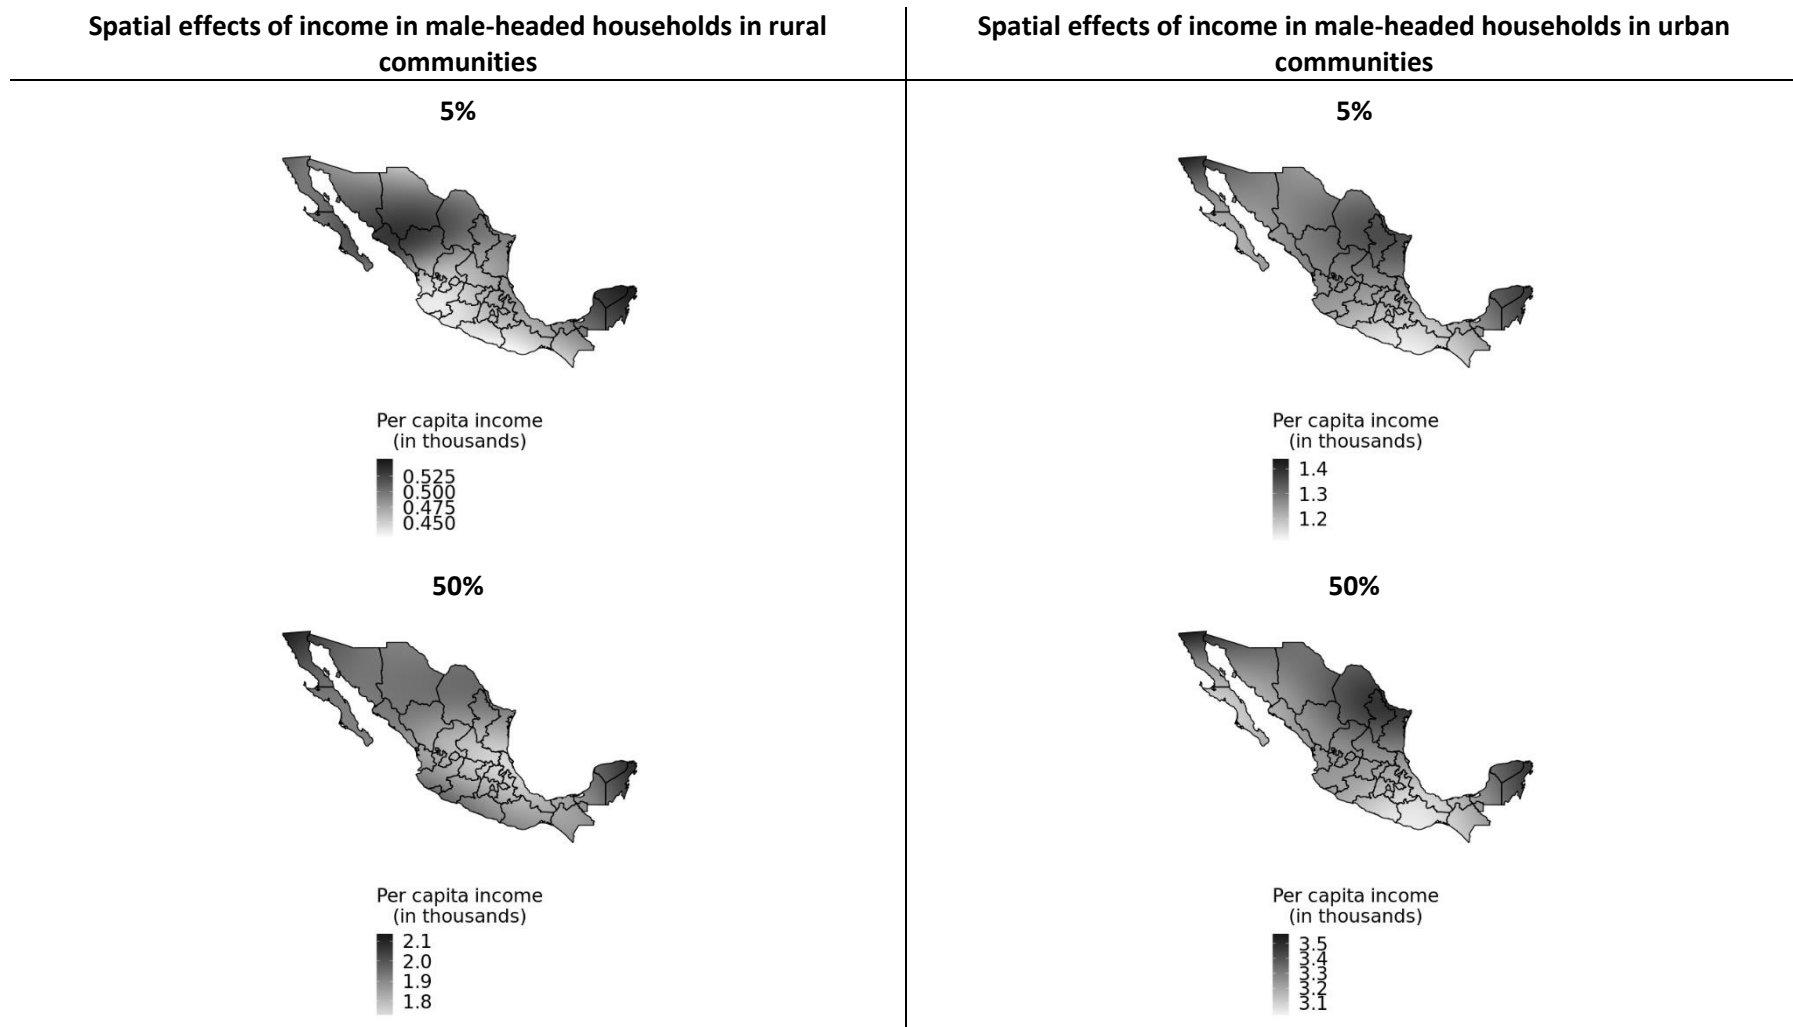 Spatial effects of income in male-headed households in rural
communities
5%
Per capita income
(in thousands)
0.525
0.500
0.475
0.450
50%
Per capita income
(in thousands)
2.1
2.0
1.9
1.8
Spatial effects of income in male-headed households in urban
communities
5%
Per capita income
(in thousands)
1.4
1.3
1.2
50%
Per capita income
(in thousands)
3.5
3.4
3.3
3.2
3.1